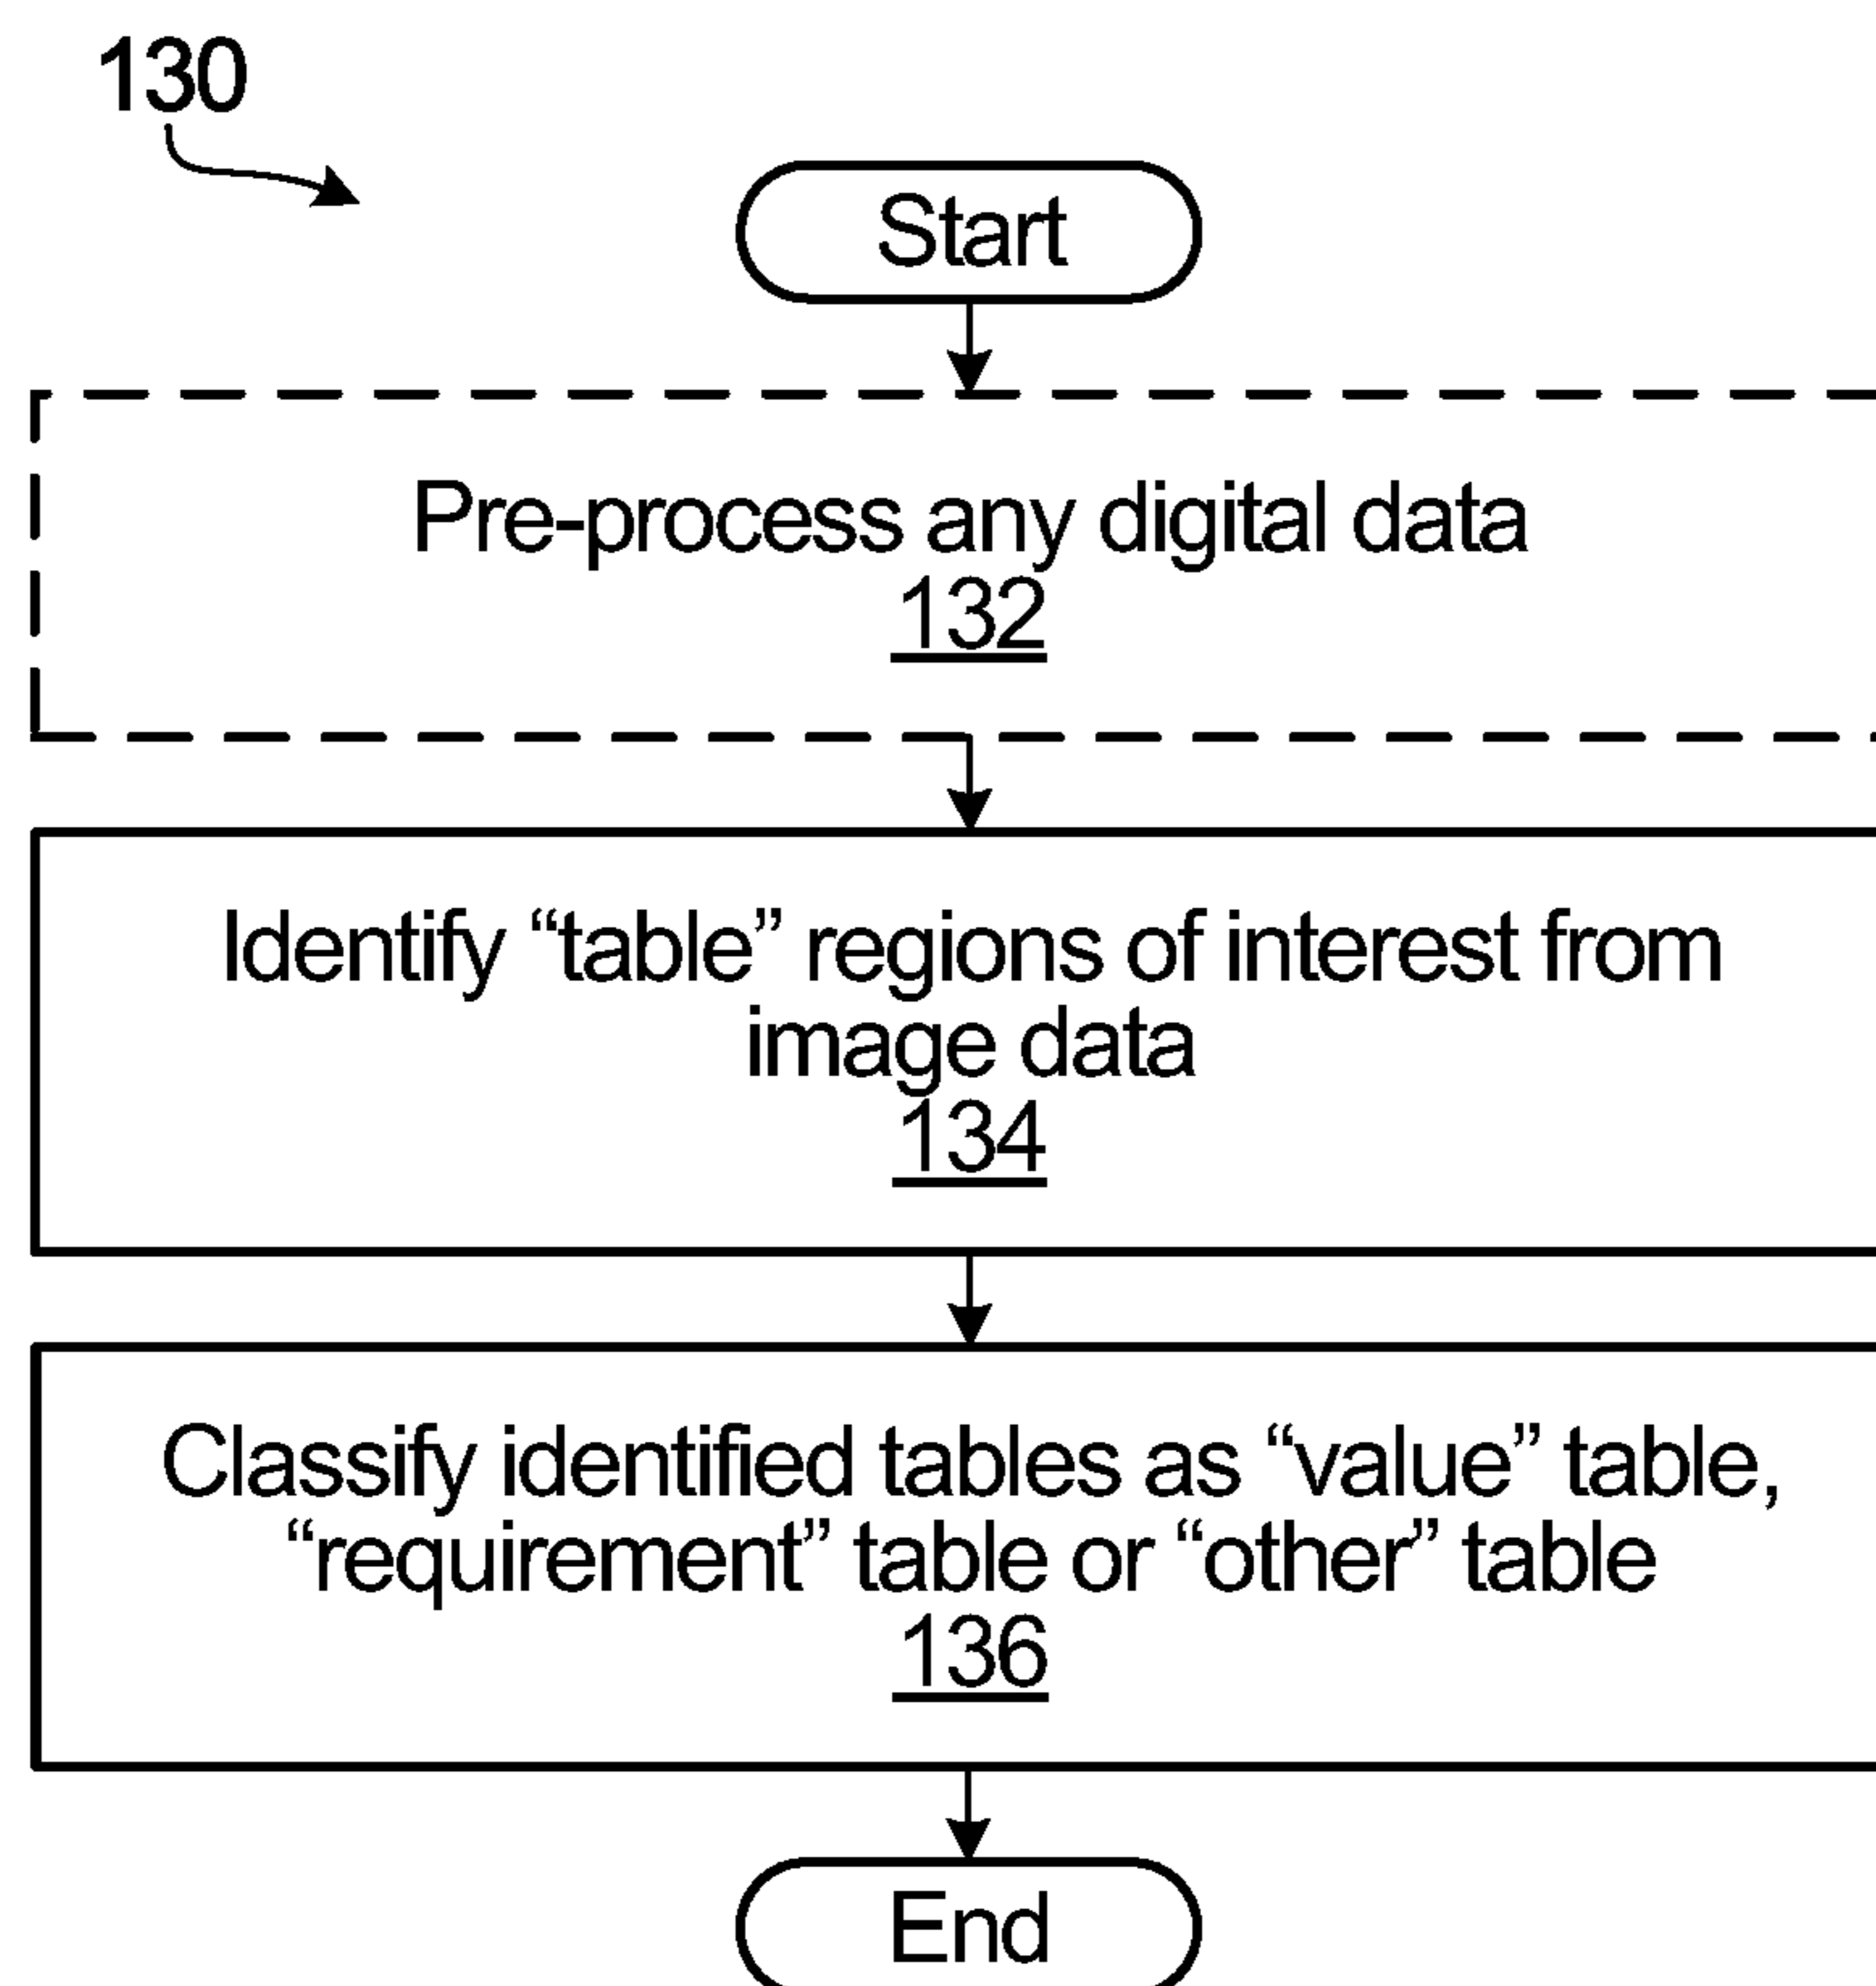 130
Start
Pre-process any digital data
132
Identify “table” regions of interest from
image data
134
Classify identified tables as “value” table,
“requirement” table or “other” table
136
End